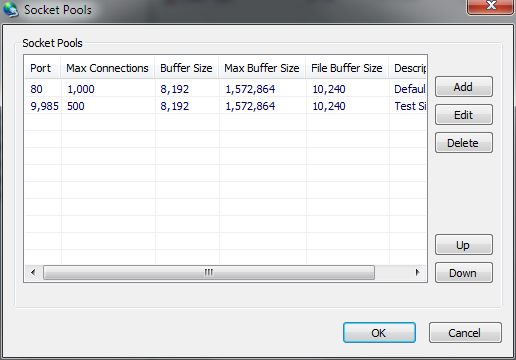 Socket Pools
Socket Pools
Port Max Connections Buffer Size Max Buffer Size File Buffer Size Descrip
80 1,000 8,192 1,572,864 10,240 Defaul
9,985 500 8,192 1,572,864 10,240 Test Si
Add
Edit
Delete
Up
Down
OK Cancel